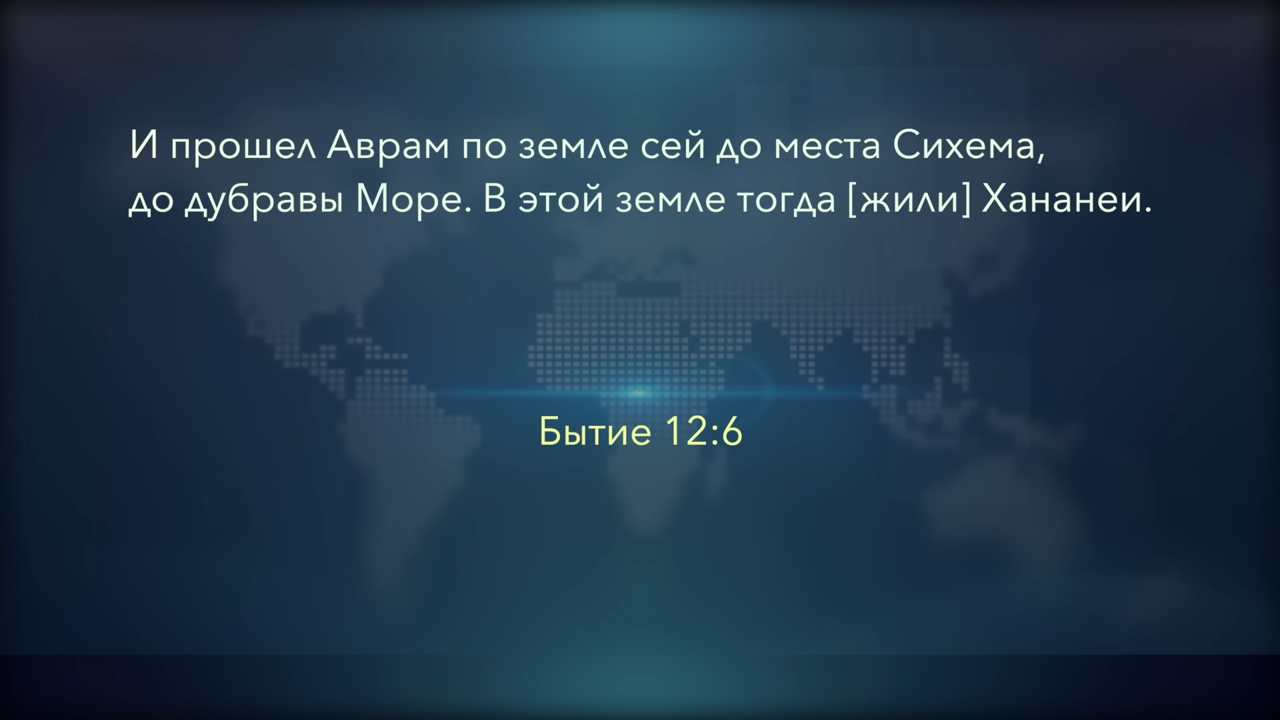 И прошел Аврам по земле сей до места Сихема,
до дубравы Море. В этой земле тогда [жили] Хананеи.
Бытие 12:6